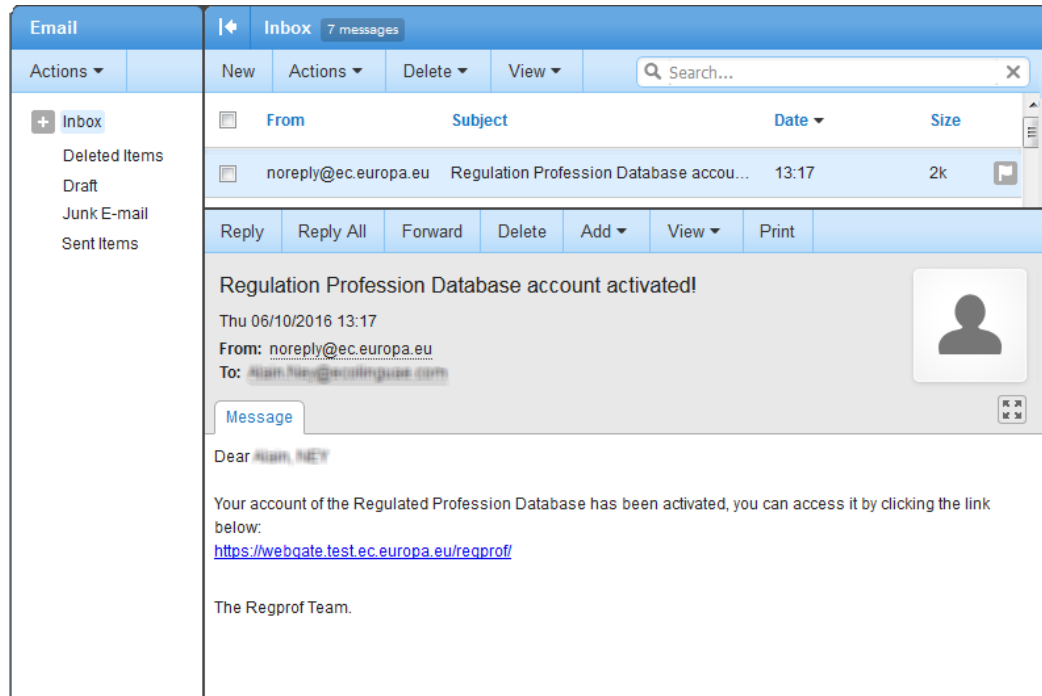 Email
Inbox 7 messages
Actions
New Actions Delete View Search...
Inbox
Deleted Items
Draft
Junk E-mail
Sent Items
From Subject Date Size
noreply@ec.europa.eu Regulation Profession Database accou... 13:17 2k
Reply Reply All Forward Delete Add View Print
Regulation Profession Database account activated!
Thu 06/10/2016 13:17
From: noreply@ec.europa.eu
To:
Message
Dear
Your account of the Regulated Profession Database has been activated, you can access it by clicking the link
below:
https://webgate.test.ec.europa.eu/regprof/
The Regprof Team.